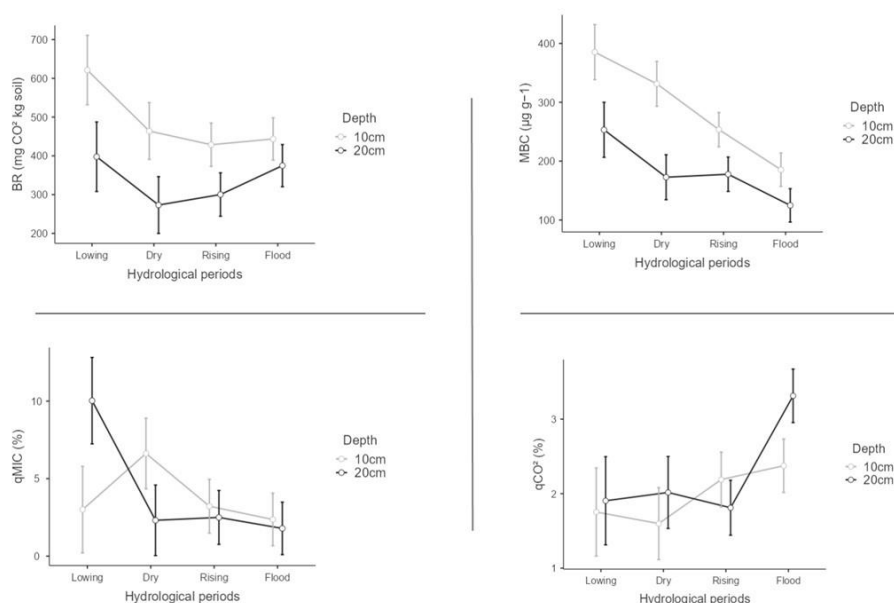 BR (mg CO² kg soil)
700
600
500
400
300
200
Lowing Dry Rising Flood
Hydrological periods
Depth
10cm
20cm
MBC (µg g−1)
400
300
200
100
Lowing Dry Rising Flood
Hydrological periods
Depth
10cm
20cm
qMIC (%)
10
5
0
Lowing Dry Rising Flood
Hydrological periods
Depth
10cm
20cm
qCO² (%)
3
2
1
Lowing Dry Rising Flood
Hydrological periods
Depth
10cm
20cm